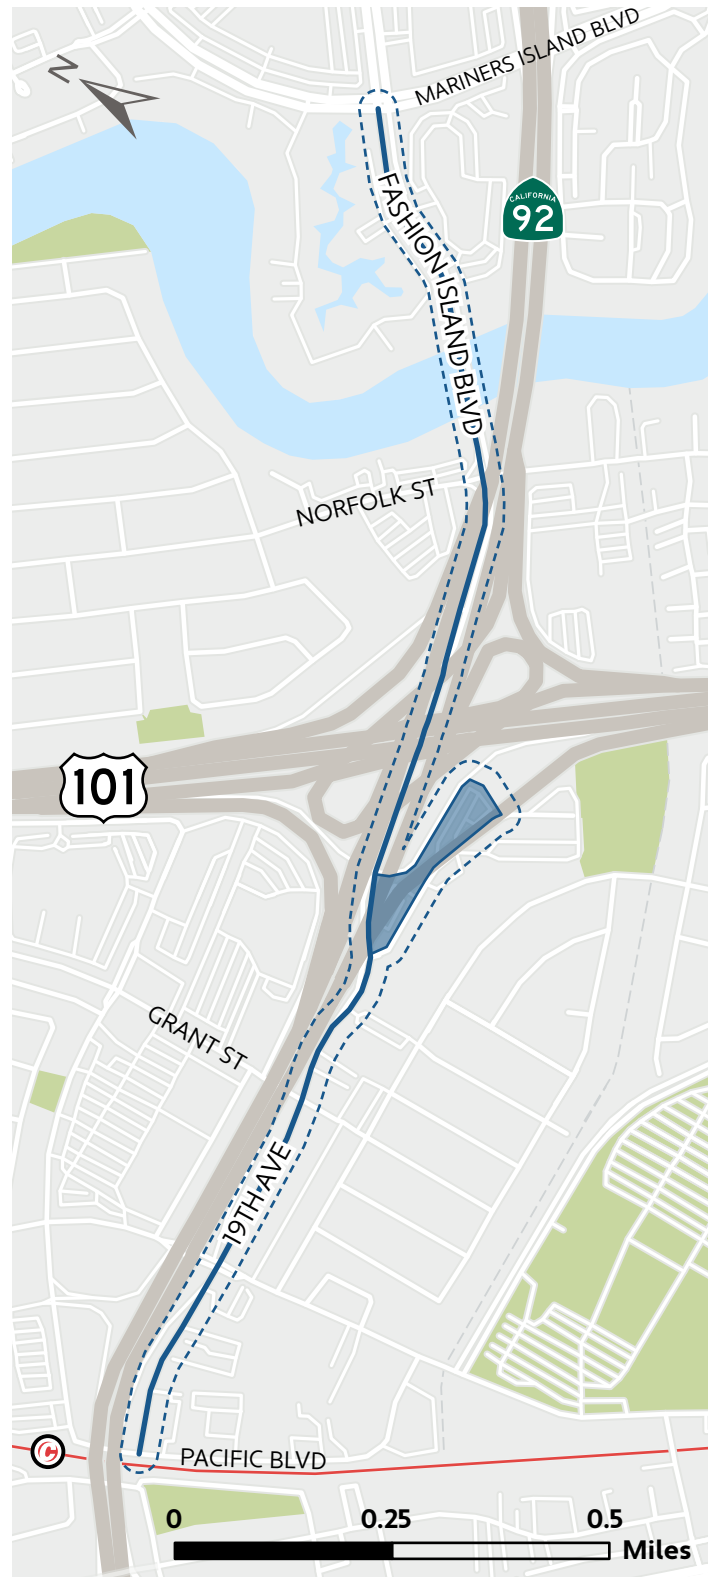 MARINERS ISLAND BLVD
N
CALIFORNIA
92
FASHION ISLAND BLVD
NORFOLK ST
101
GRANT ST
19TH AVE
C
PACIFIC BLVD
0 0.25 0.5
Miles